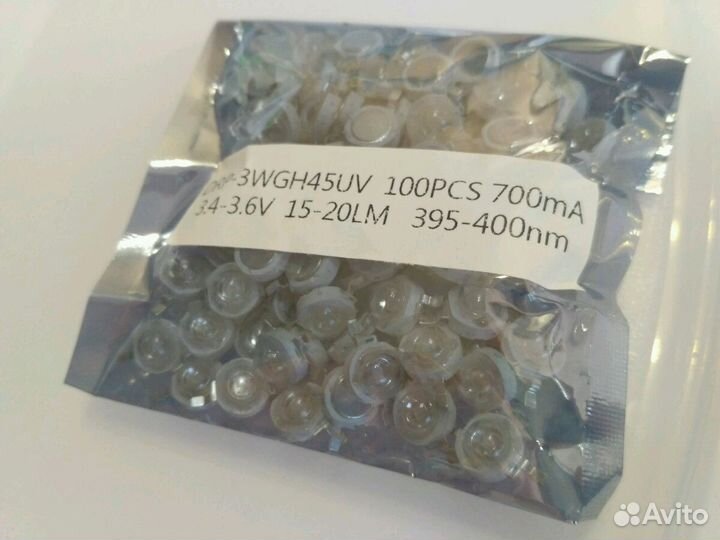 3WGH45UV 100PCS 700mA
3.4-3.6V 15-20LM 395-400nm
Avito